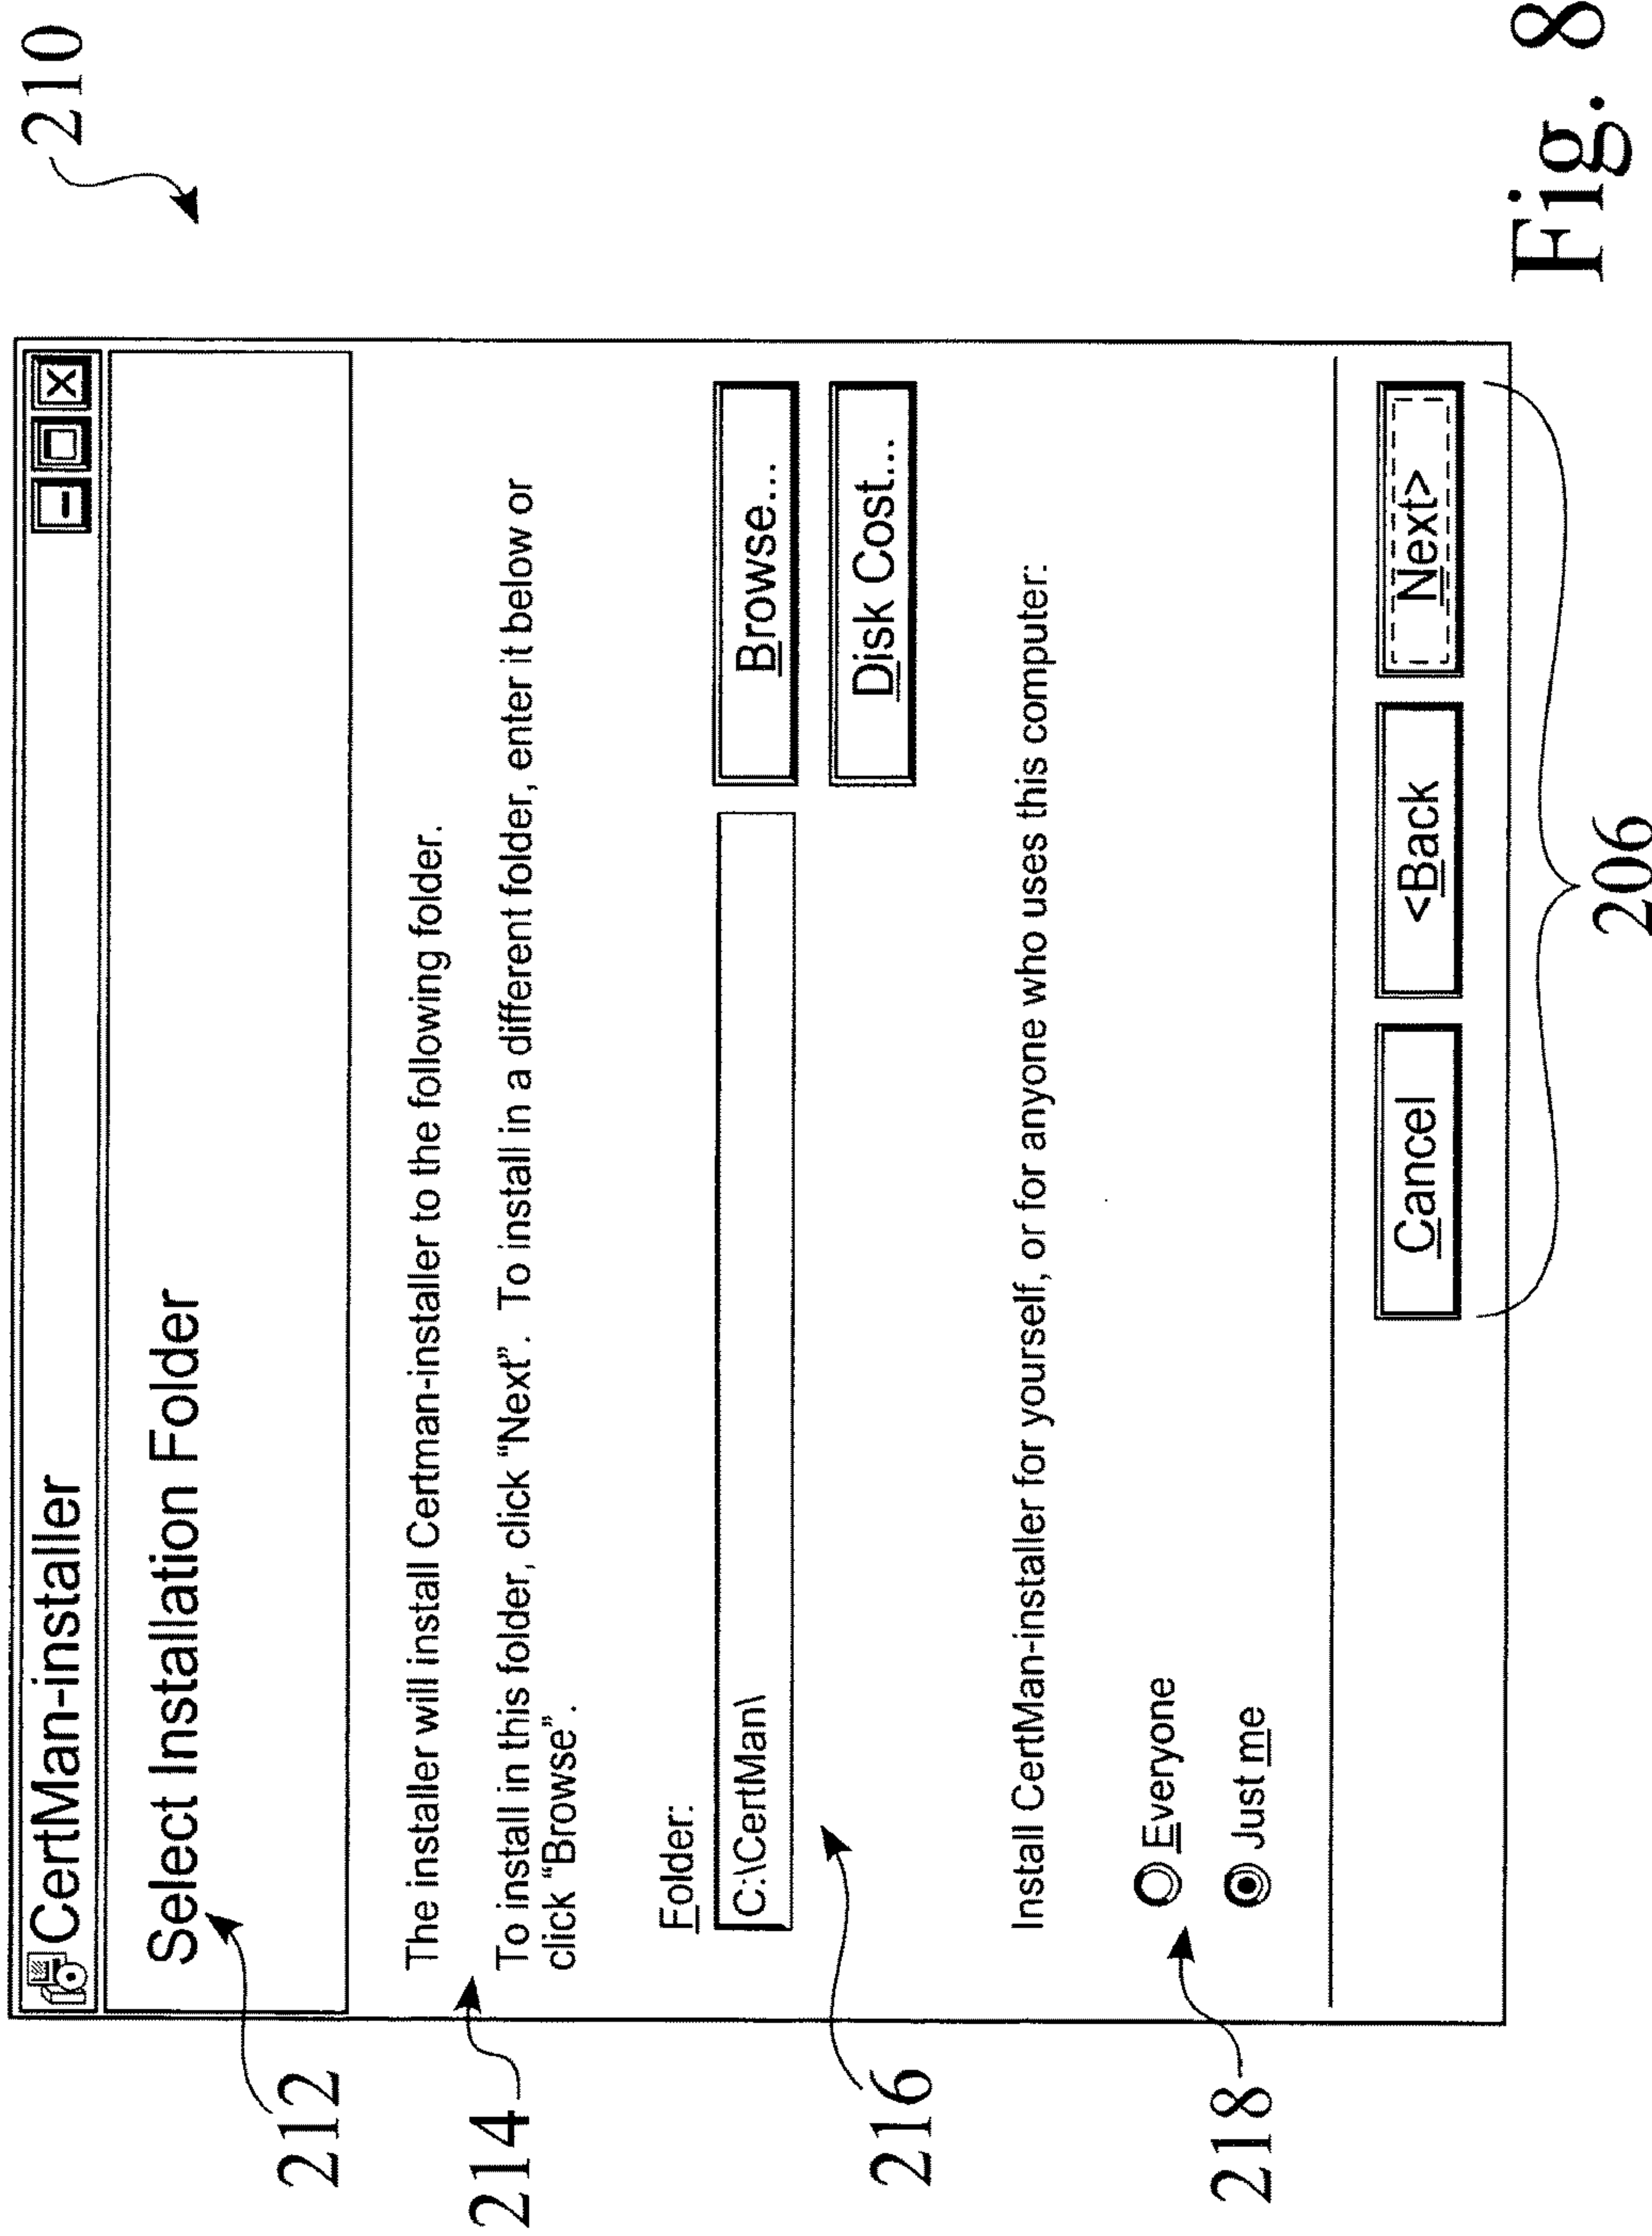 210
CertMan-installer
212
Select Installation Folder
214
The installer will install Certman-installer to the following folder.
To install in this folder, click “Next”. To install in a different folder, enter it below or
click “Browse”.
Folder:
216
C:\CertMan\
Browse...
Disk Cost...
Install CertMan-installer for yourself, or for anyone who uses this computer:
218
Everyone
Just me
Cancel
<Back
Next>
206
Fig. 8